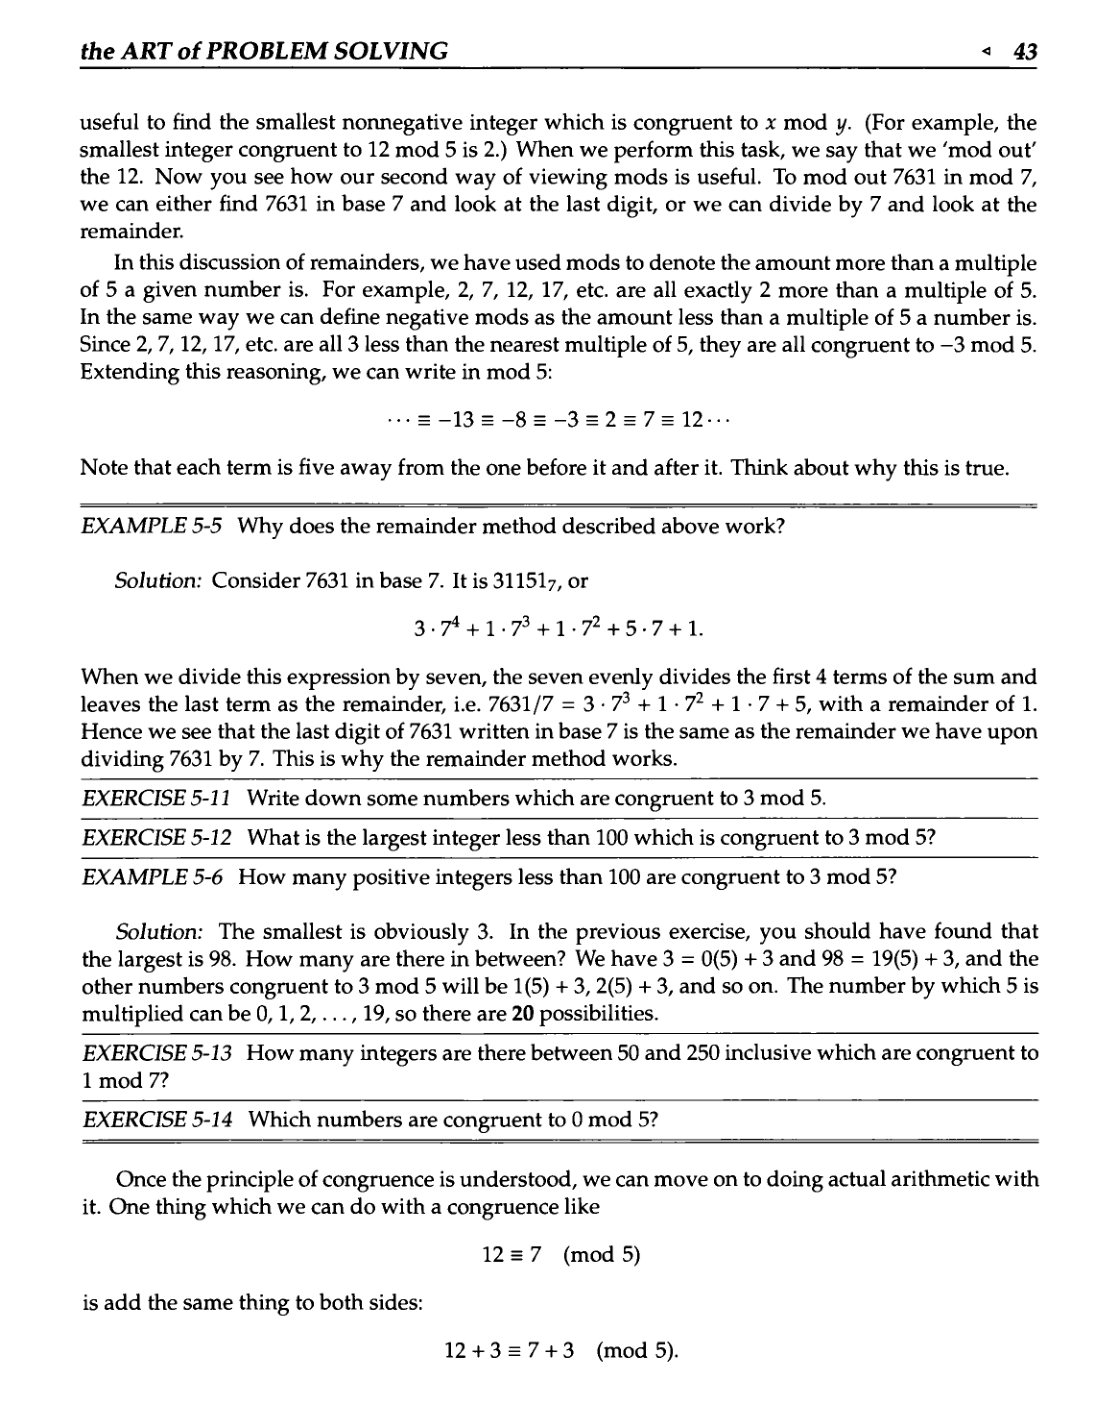 the ART of PROBLEM SOLVING ◁ 43
useful to find the smallest nonnegative integer which is congruent to x mod y. (For example, the
smallest integer congruent to 12 mod 5 is 2.) When we perform this task, we say that we ‘mod out’
the 12. Now you see how our second way of viewing mods is useful. To mod out 7631 in mod 7,
we can either find 7631 in base 7 and look at the last digit, or we can divide by 7 and look at the
remainder.
In this discussion of remainders, we have used mods to denote the amount more than a multiple
of 5 a given number is. For example, 2, 7, 12, 17, etc. are all exactly 2 more than a multiple of 5.
In the same way we can define negative mods as the amount less than a multiple of 5 a number is.
Since 2, 7, 12, 17, etc. are all 3 less than the nearest multiple of 5, they are all congruent to −3 mod 5.
Extending this reasoning, we can write in mod 5:
⋯ ≡ −13 ≡ −8 ≡ −3 ≡ 2 ≡ 7 ≡ 12 ⋯
Note that each term is five away from the one before it and after it. Think about why this is true.
EXAMPLE 5-5 Why does the remainder method described above work?
Solution: Consider 7631 in base 7. It is 31151₇, or
3 · 7⁴ + 1 · 7³ + 1 · 7² + 5 · 7 + 1.
When we divide this expression by seven, the seven evenly divides the first 4 terms of the sum and
leaves the last term as the remainder, i.e. 7631/7 = 3 · 7³ + 1 · 7² + 1 · 7 + 5, with a remainder of 1.
Hence we see that the last digit of 7631 written in base 7 is the same as the remainder we have upon
dividing 7631 by 7. This is why the remainder method works.
EXERCISE 5-11 Write down some numbers which are congruent to 3 mod 5.
EXERCISE 5-12 What is the largest integer less than 100 which is congruent to 3 mod 5?
EXAMPLE 5-6 How many positive integers less than 100 are congruent to 3 mod 5?
Solution: The smallest is obviously 3. In the previous exercise, you should have found that
the largest is 98. How many are there in between? We have 3 = 0(5) + 3 and 98 = 19(5) + 3, and the
other numbers congruent to 3 mod 5 will be 1(5) + 3, 2(5) + 3, and so on. The number by which 5 is
multiplied can be 0, 1, 2, . . . , 19, so there are 20 possibilities.
EXERCISE 5-13 How many integers are there between 50 and 250 inclusive which are congruent to
1 mod 7?
EXERCISE 5-14 Which numbers are congruent to 0 mod 5?
Once the principle of congruence is understood, we can move on to doing actual arithmetic with
it. One thing which we can do with a congruence like
12 ≡ 7 (mod 5)
is add the same thing to both sides:
12 + 3 ≡ 7 + 3 (mod 5).